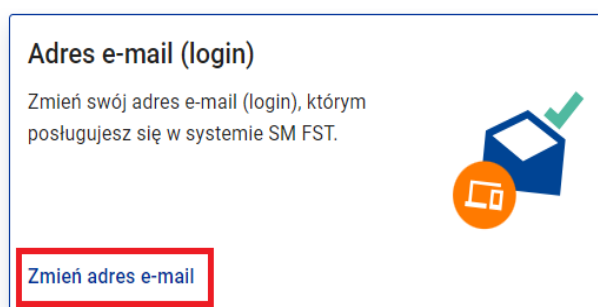 Adres e-mail (login)
Zmień swój adres e-mail (login), którym
posługujesz się w systemie SM FST.
Zmień adres e-mail